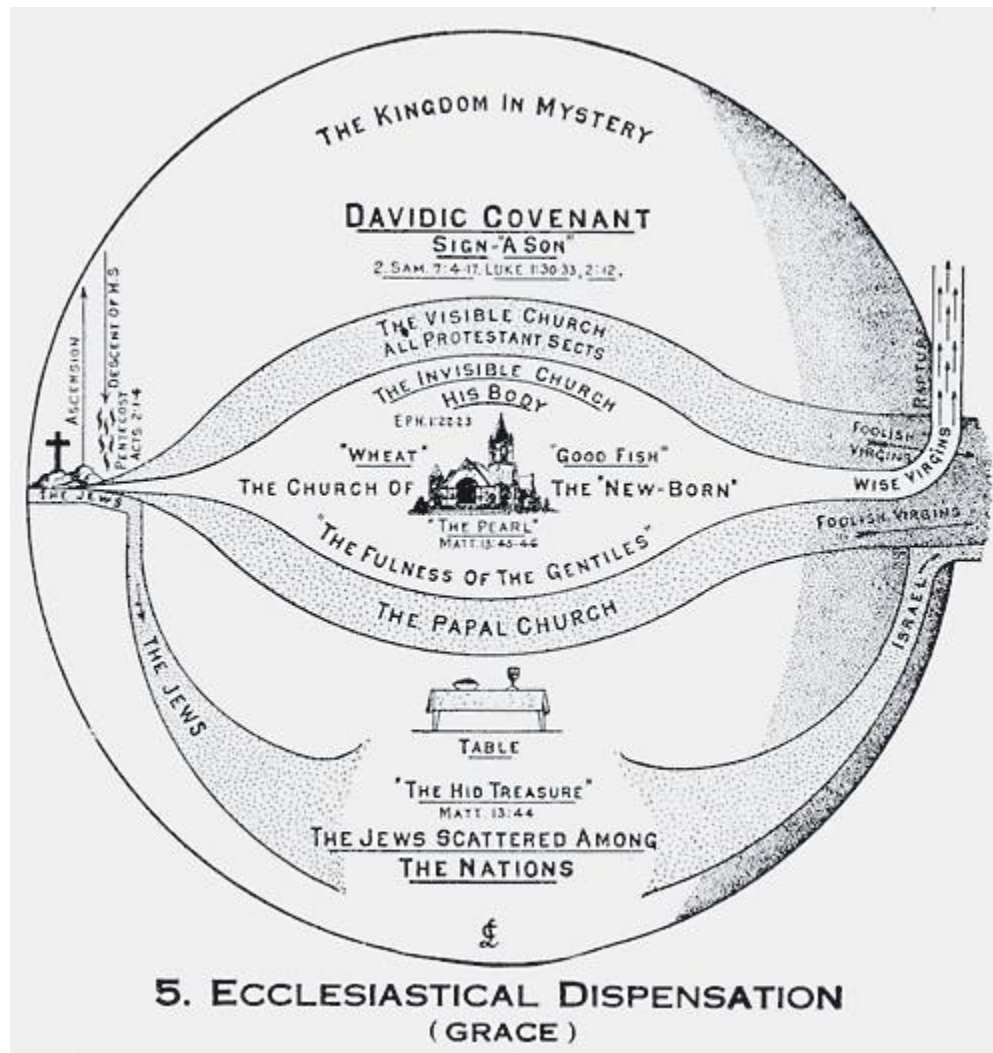 THE KINGDOM IN MYSTERY
DAVIDIC COVENANT
SIGN-"A SON"
2. SAM. 7:4-17. LUKE. 1:30-33, 2:12.
ASCENSION
DESCENT OF H.S
PENTECOST
ACTS. 2:1-4
THE VISIBLE CHURCH
ALL PROTESTANT SECTS
THE INVISIBLE CHURCH
HIS BODY
EPH. 1:22-23
"WHEAT"
"GOOD FISH"
THE CHURCH OF
THE "NEW-BORN"
"THE PEARL"
MATT. 13:45-46
"THE FULNESS OF THE GENTILES"
THE PAPAL CHURCH
RAPTURE
FOOLISH
VIRGINS
WISE VIRGINS
FOOLISH VIRGINS
ISRAEL
THE JEWS
THE JEWS
TABLE
"THE HID TREASURE"
MATT. 13:44
THE JEWS SCATTERED AMONG
THE NATIONS
5. ECCLESIASTICAL DISPENSATION
(GRACE)